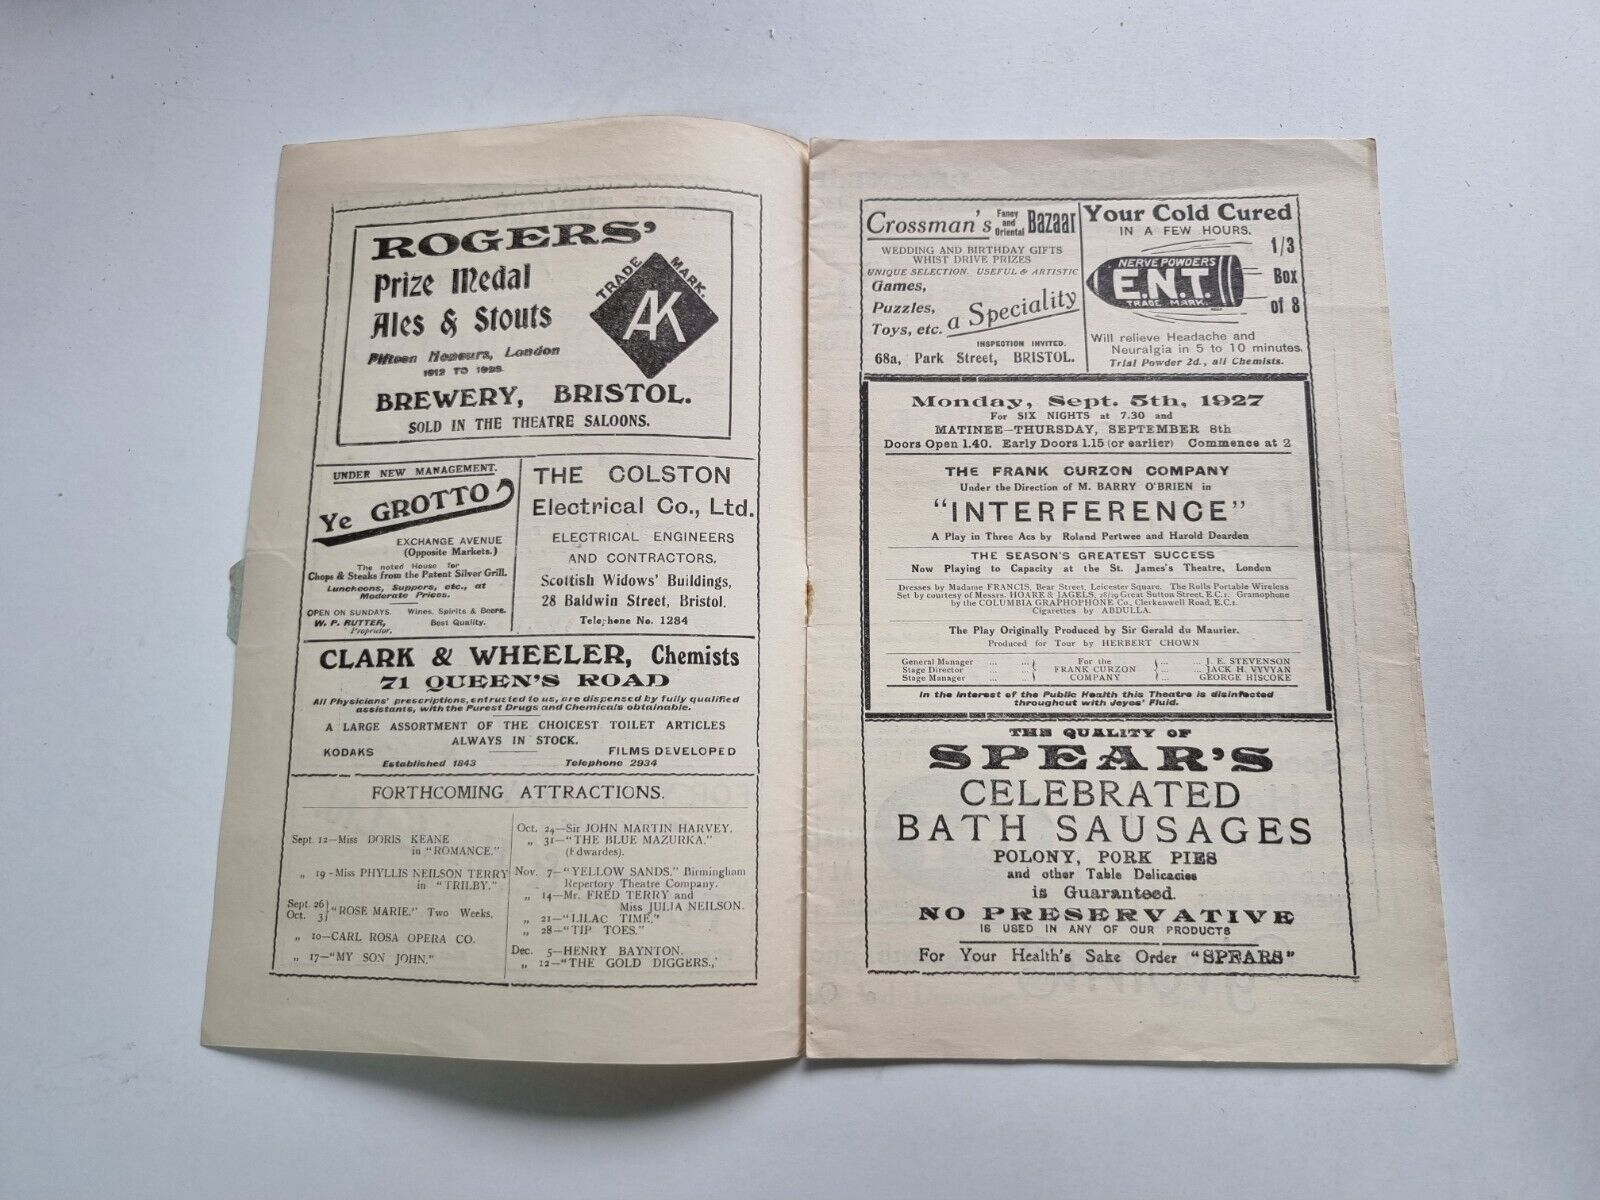 ROGERS'
Prize Medal
Ales & Stouts
Fifteen Honours, London
1912 TO 1926.
TRADE MARK.
AK
BREWERY, BRISTOL.
SOLD IN THE THEATRE SALOONS.
UNDER NEW MANAGEMENT.
Ye GROTTO
EXCHANGE AVENUE
(Opposite Markets.)
The noted House for
Chops & Steaks from the Patent Silver Grill.
Luncheons, Suppers, etc., at
Moderate Prices.
OPEN ON SUNDAYS. Wines, Spirits & Beers.
W. P. RUTTER, Best Quality.
Proprietor.
THE COLSTON
Electrical Co., Ltd.
ELECTRICAL ENGINEERS
AND CONTRACTORS,
Scottish Widows' Buildings,
28 Baldwin Street, Bristol.
Telephone No. 1284
CLARK & WHEELER, Chemists
71 QUEEN'S ROAD
All Physicians' prescriptions, entrusted to us, are dispensed by fully qualified
assistants, with the Purest Drugs and Chemicals obtainable.
A LARGE ASSORTMENT OF THE CHOICEST TOILET ARTICLES
ALWAYS IN STOCK.
KODAKS FILMS DEVELOPED
Established 1843 Telephone 2934
FORTHCOMING ATTRACTIONS.
Sept 12—Miss DORIS KEANE
in "ROMANCE."
„ 19—Miss PHYLLIS NEILSON TERRY
in "TRILBY."
Sept. 26
Oct. 3 } "ROSE MARIE." Two Weeks.
„ 10—CARL ROSA OPERA CO.
„ 17—"MY SON JOHN."
Oct. 24—Sir JOHN MARTIN HARVEY.
„ 31—"THE BLUE MAZURKA."
(Edwardes).
Nov. 7—"YELLOW SANDS." Birmingham
Repertory Theatre Company.
„ 14—Mr. FRED TERRY and
Miss JULIA NEILSON.
„ 21—"LILAC TIME."
„ 28—"TIP TOES."
Dec. 5—HENRY BAYNTON.
„ 12—"THE GOLD DIGGERS.,'
Crossman's Fancy and Oriental Bazaar
WEDDING AND BIRTHDAY GIFTS
WHIST DRIVE PRIZES
UNIQUE SELECTION. USEFUL & ARTISTIC
Games,
Puzzles,
Toys, etc. a Speciality
INSPECTION INVITED.
68a, Park Street, BRISTOL.
Your Cold Cured
IN A FEW HOURS.
NERVE POWDERS
E.N.T.
TRADE MARK.
1/3
Box
of 8
Will relieve Headache and
Neuralgia in 5 to 10 minutes.
Trial Powder 2d., all Chemists.
Monday, Sept. 5th, 1927
For SIX NIGHTS at 7.30 and
MATINEE—THURSDAY, SEPTEMBER 8th
Doors Open 1.40. Early Doors 1.15 (or earlier) Commence at 2
THE FRANK CURZON COMPANY
Under the Direction of M. BARRY O'BRIEN in
"INTERFERENCE"
A Play in Three Acs by Roland Pertwee and Harold Dearden
THE SEASON'S GREATEST SUCCESS
Now Playing to Capacity at the St. James's Theatre, London
Dresses by Madame FRANCIS, Bear Street, Leicester Square. The Rolls Portable Wireless
Set by courtesy of Messrs. HOARE & JAGELS, 28/29 Great Sutton Street, E.C.1. Gramophone
by the COLUMBIA GRAPHOPHONE Co., Clerkenwell Road, E.C.1.
Cigarettes by ABDULLA.
The Play Originally Produced by Sir Gerald du Maurier.
Produced for Tour by HERBERT CHOWN
General Manager ... ... } For the { ... ... J. E. STEVENSON
Stage Director ... ... } FRANK CURZON { ... ... JACK H. VYVYAN
Stage Manager ... ... } COMPANY { ... GEORGE HISCOKE
In the Interest of the Public Health this Theatre is disinfected
throughout with Jeyes' Fluid.
THE QUALITY OF
SPEAR'S
CELEBRATED
BATH SAUSAGES
POLONY, PORK PIES
and other Table Delicacies
is Guaranteed.
NO PRESERVATIVE
IS USED IN ANY OF OUR PRODUCTS
For Your Health's Sake Order "SPEARS"